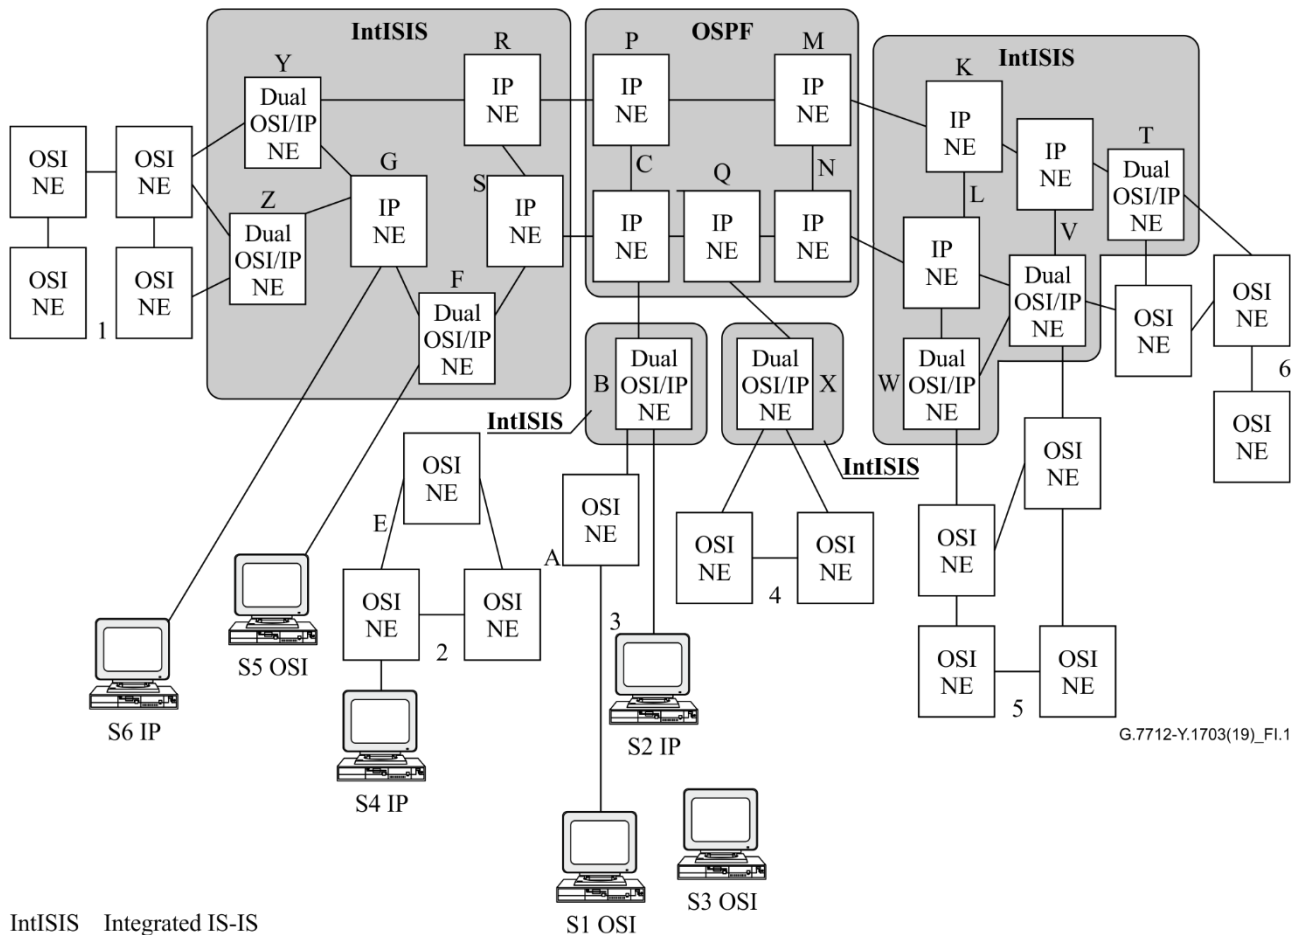 IntISIS
OSPF
IntISIS
R
P
M
K
Y
T
IP
NE
IP
NE
IP
NE
IP
NE
Dual
OSI/IP
NE
IP
NE
Dual
OSI/IP
NE
OSI
NE
OSI
NE
G
S
C
Q
N
L
V
Z
IP
NE
IP
NE
IP
NE
IP
NE
IP
NE
IP
NE
Dual
OSI/IP
NE
Dual
OSI/IP
NE
OSI
NE
OSI
NE
1
F
Dual
OSI/IP
NE
OSI
NE
OSI
NE
6
B
Dual
OSI/IP
NE
Dual
OSI/IP
NE
X
W
Dual
OSI/IP
NE
OSI
NE
IntISIS
IntISIS
OSI
NE
E
OSI
NE
A
OSI
NE
OSI
NE
OSI
NE
OSI
NE
4
OSI
NE
OSI
NE
2
3
OSI
NE
OSI
NE
5
S5 OSI
S6 IP
S4 IP
S2 IP
G.7712-Y.1703(19)_FI.1
S3 OSI
S1 OSI
IntISIS Integrated IS-IS